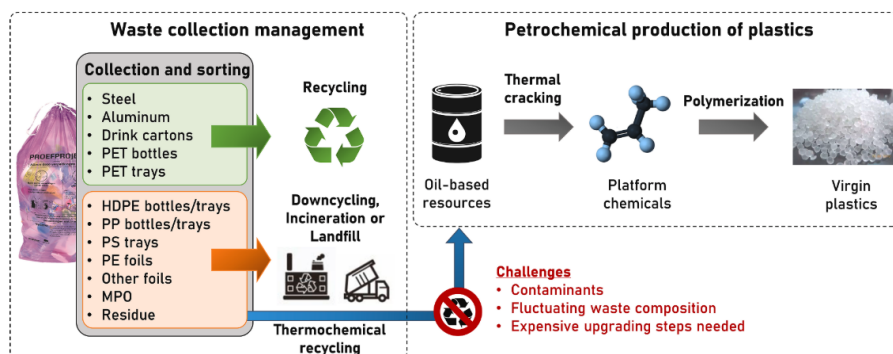 Waste collection management
Collection and sorting
• Steel
• Aluminum
• Drink cartons
• PET bottles
• PET trays
• HDPE bottles/trays
• PP bottles/trays
• PS trays
• PE foils
• Other foils
• MPO
• Residue
Recycling
Downcycling,
Incineration or
Landfill
Thermochemical
recycling
Petrochemical production of plastics
Thermal
cracking
Polymerization
Oil-based
resources
Platform
chemicals
Virgin
plastics
Challenges
• Contaminants
• Fluctuating waste composition
• Expensive upgrading steps needed